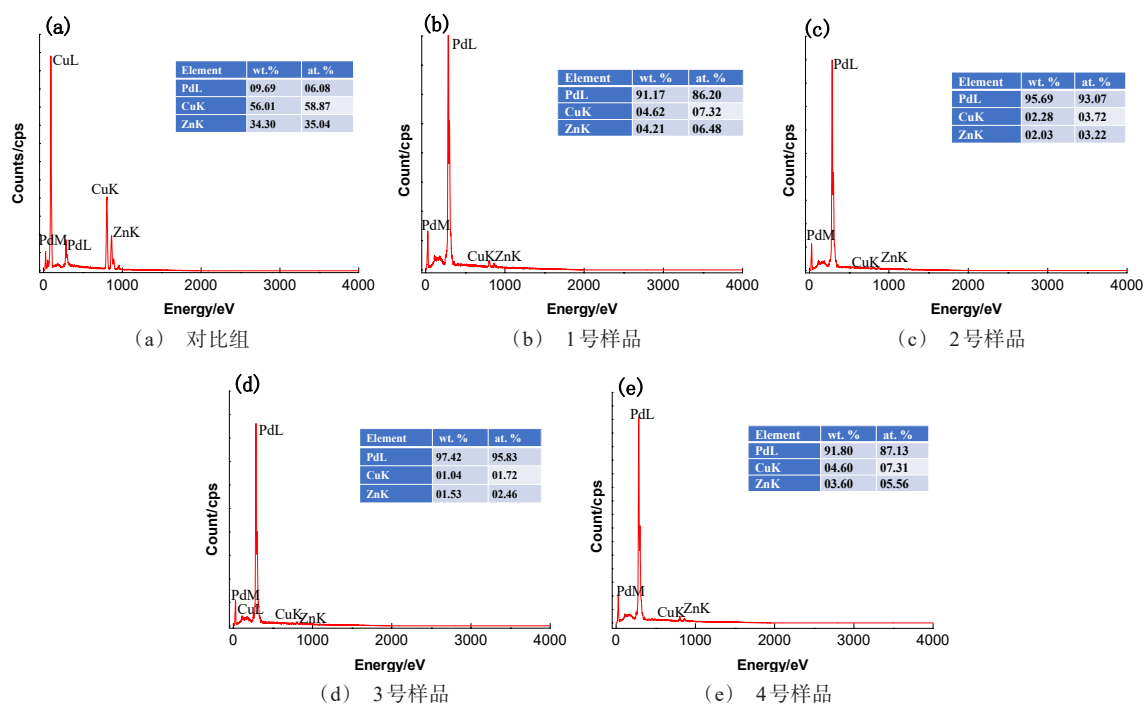 (a)
CuL
Element wt.% at. %
PdL 09.69 06.08
CuK 56.01 58.87
ZnK 34.30 35.04
CuK
ZnK
PdM
PdL
Counts/cps
0 1000 2000 3000 4000
Energy/eV
(a) 对比组
(b)
PdL
Element wt. % at. %
PdL 91.17 86.20
CuK 04.62 07.32
ZnK 04.21 06.48
PdM
CuK ZnK
Count/cps
0 1000 2000 3000 4000
Energy/eV
(b) 1号样品
(c)
PdL
Element wt. % at. %
PdL 95.69 93.07
CuK 02.28 03.72
ZnK 02.03 03.22
PdM
CuK ZnK
Count/cps
0 1000 2000 3000 4000
Energy/eV
(c) 2号样品
(d)
PdL
Element wt. % at. %
PdL 97.42 95.83
CuK 01.04 01.72
ZnK 01.53 02.46
PdM
CuL
CuK
ZnK
Count/cps
0 1000 2000 3000 4000
Energy/eV
(d) 3号样品
(e)
PdL
Element wt. % at. %
PdL 91.80 87.13
CuK 04.60 07.31
ZnK 03.60 05.56
PdM
CuK ZnK
Count/cps
0 1000 2000 3000 4000
Energy/eV
(e) 4号样品